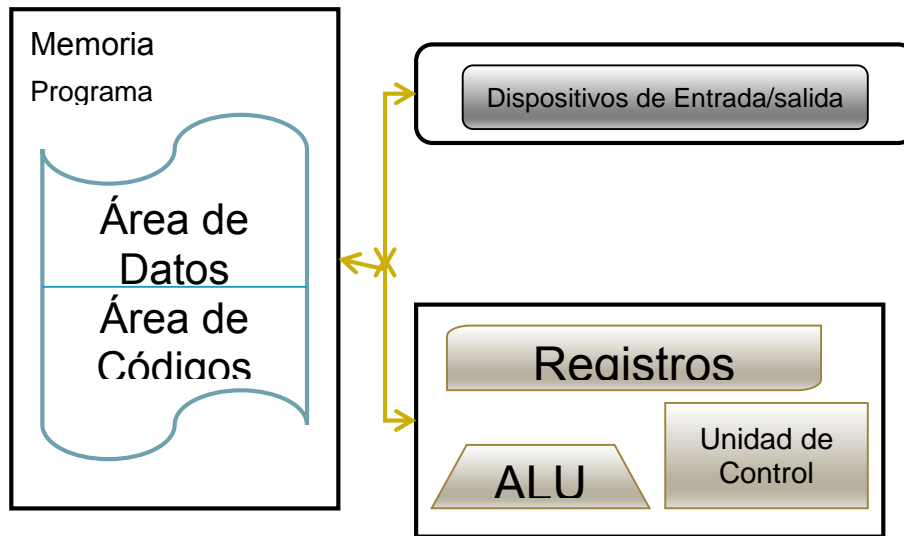 Memoria
Programa
Área de
Datos
Área de
Códigos
Dispositivos de Entrada/salida
Registros
ALU
Unidad de
Control